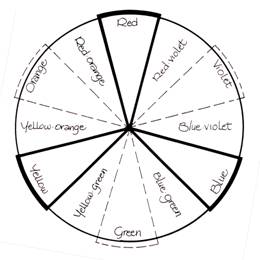 Red
Red violet
Violet
Blue violet
Blue
Blue green
Green
Yellow green
Yellow
Yellow-orange
Orange
Red orange